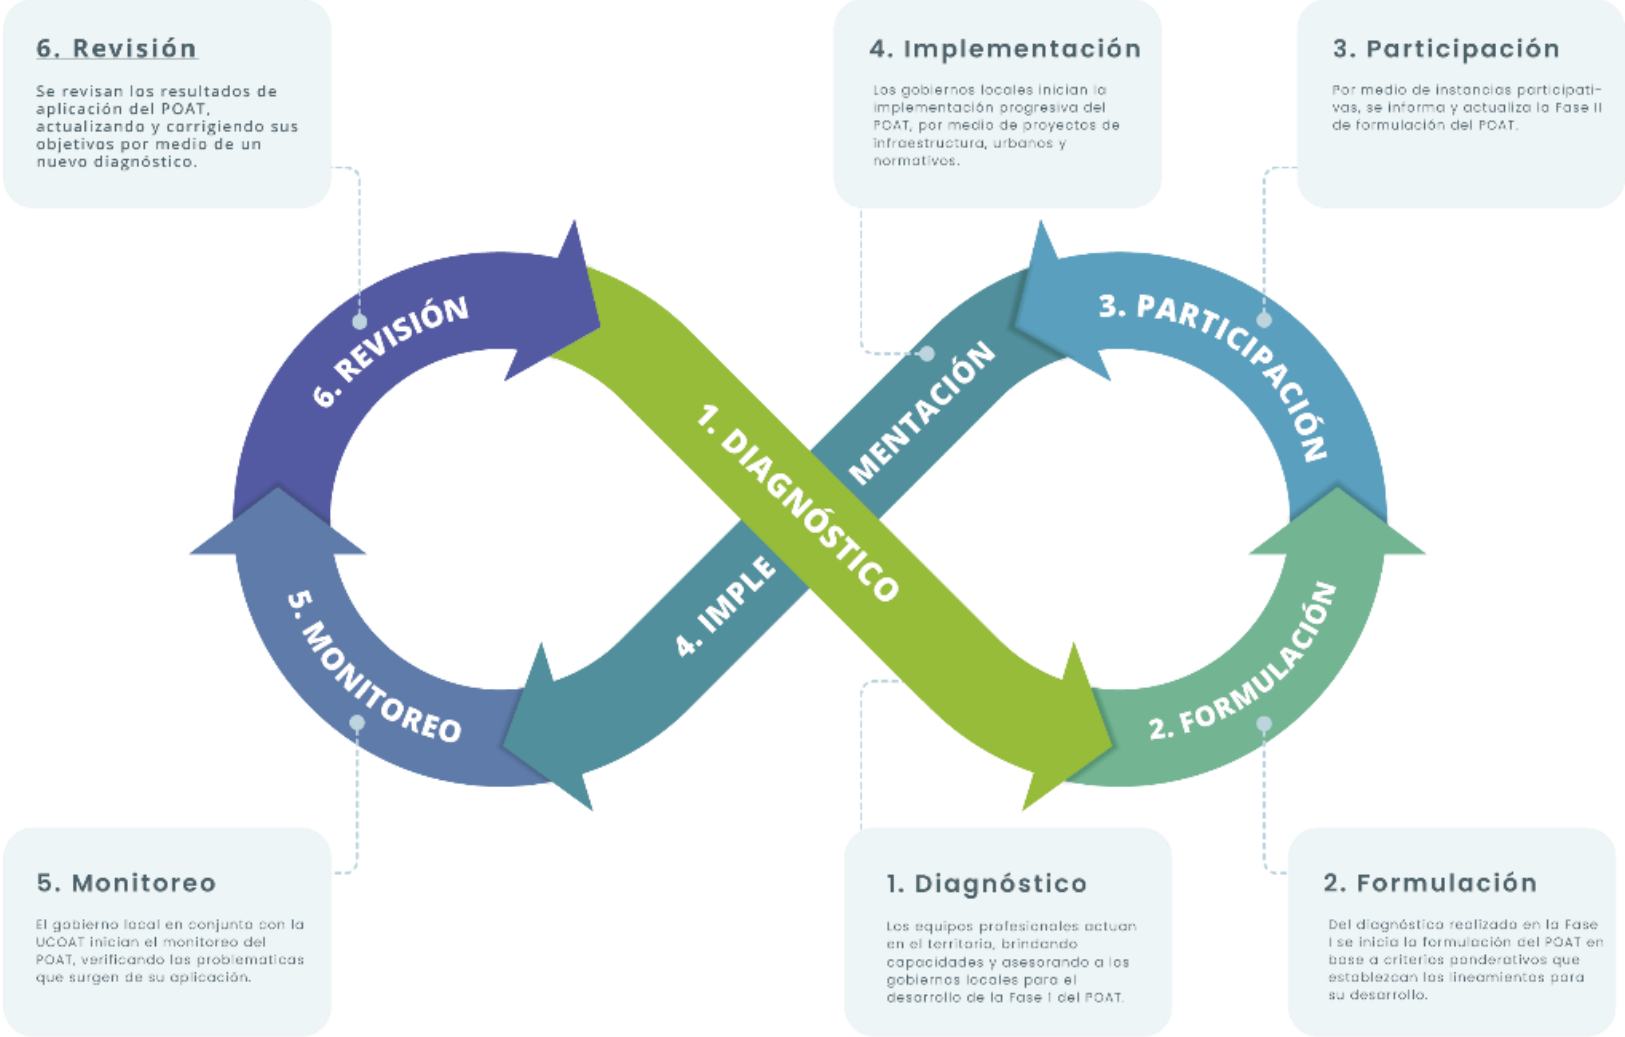 6. Revisión
Se revisan los resultados de
aplicación del POAT,
actualizando y corrigiendo sus
objetivos por medio de un
nuevo diagnóstico.
4. Implementación
Los gobiernos locales inician la
implementación progresiva del
POAT, por medio de proyectos de
infraestructura, urbanos y
normativos.
3. Participación
Por medio de instancias participati-
vas, se informa y actualiza la Fase II
de formulación del POAT.
6. REVISIÓN
1. DIAGNÓSTICO
4. IMPLE
MENTACIÓN
3. PARTICIPACIÓN
5. MONITOREO
2. FORMULACIÓN
5. Monitoreo
El gobierno local en conjunto con la
UCOAT inician el monitoreo del
POAT, verificando las problematicas
que surgen de su aplicación.
1. Diagnóstico
Los equipos profesionales actuan
en el territorio, brindando
capacidades y asesorando a los
gobiernos locales para el
desarrollo de la Fase I del POAT.
2. Formulación
Del diagnóstico realizado en la Fase
I se inicia la formulación del POAT en
base a criterios ponderativos que
establezcan los lineamientos para
su desarrollo.